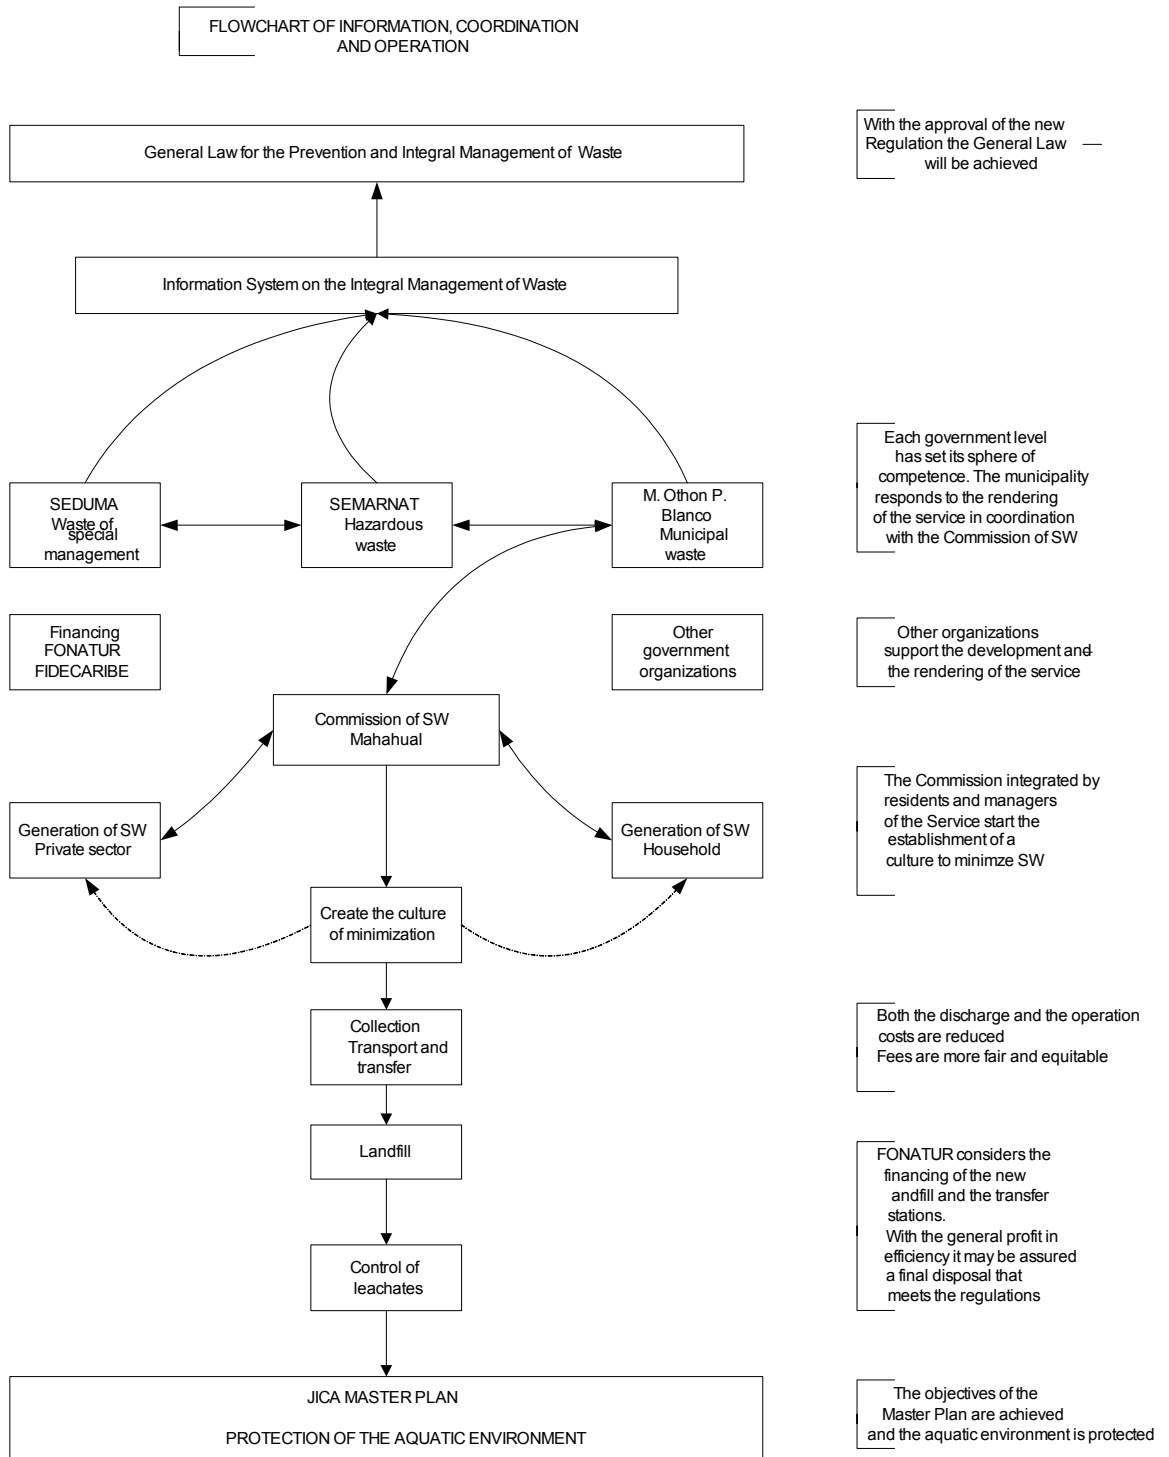 FLOWCHART OF INFORMATION, COORDINATION
AND OPERATION
General Law for the Prevention and Integral Management of Waste
With the approval of the new
Regulation the General Law
will be achieved
Information System on the Integral Management of Waste
SEDUMA
Waste of
special
management
SEMARNAT
Hazardous
waste
M. Othon P.
Blanco
Municipal
waste
Each government level
has set its sphere of
competence. The municipality
responds to the rendering
of the service in coordination
with the Commission of SW
Financing
FONATUR
FIDECARIBE
Other
government
organizations
Other organizations
support the development and
the rendering of the service
Commission of SW
Mahahual
Generation of SW
Private sector
Generation of SW
Household
The Commission integrated by
residents and managers
of the Service start the
establishment of a
culture to minimze SW
Create the culture
of minimization
Collection
Transport and
transfer
Both the discharge and the operation
costs are reduced
Fees are more fair and equitable
Landfill
FONATUR considers the
financing of the new
andfill and the transfer
stations.
With the general profit in
efficiency it may be assured
a final disposal that
meets the regulations
Control of
leachates
JICA MASTER PLAN
PROTECTION OF THE AQUATIC ENVIRONMENT
The objectives of the
Master Plan are achieved
and the aquatic environment is protected